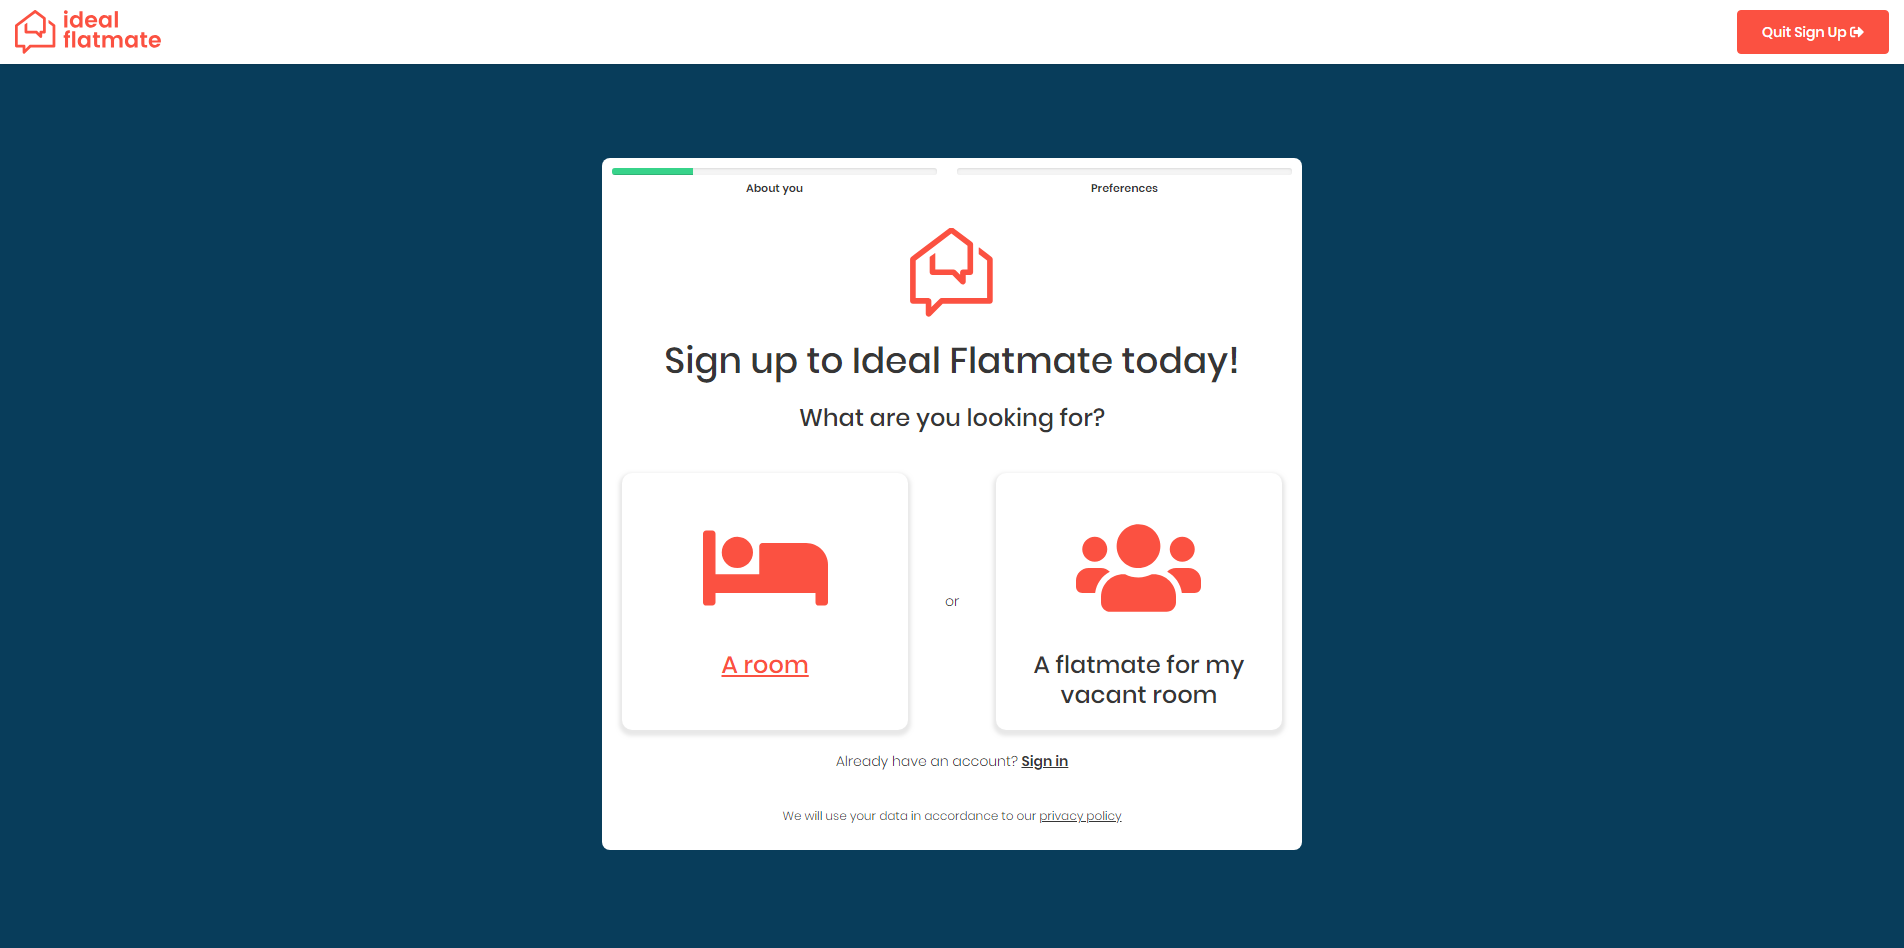 ideal
flatmate
Quit Sign Up
About you
Preferences
Sign up to Ideal Flatmate today!
What are you looking for?
A room
or
A flatmate for my
vacant room
Already have an account? Sign in
We will use your data in accordance to our privacy policy